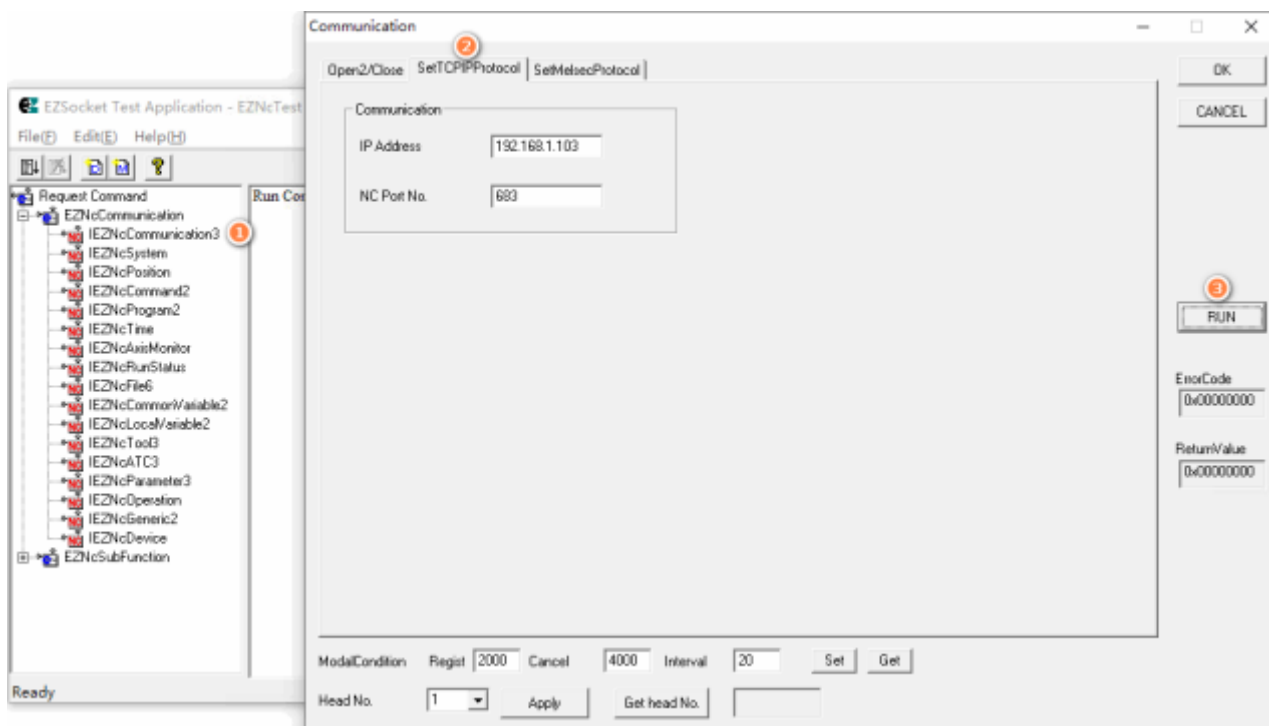 EZSocket Test Application - EZNcTest
File(F) Edit(E) Help(H)
Request Command
EZNcCommunication
IEZNcCommunication3
1
IEZNcSystem
IEZNcPosition
IEZNcCommand2
IEZNcProgram2
IEZNcTime
IEZNcAxisMonitor
IEZNcRunStatus
IEZNcFile6
IEZNcCommonVariable2
IEZNcLocalVariable2
IEZNcTool3
IEZNcATC3
IEZNcParameter3
IEZNcOperation
IEZNcGeneric2
IEZNcDevice
EZNcSubFunction
Run Con
Ready
Communication
2
Open2/Close SetTCPIPProtocol SetMelsecProtocol
Communication
IP Address 192.168.1.103
NC Port No. 683
OK
CANCEL
3
RUN
ErrorCode
0x00000000
ReturnValue
0x00000000
ModalCondition Regist 2000 Cancel 4000 Interval 20 Set Get
Head No. 1 Apply Get head No.